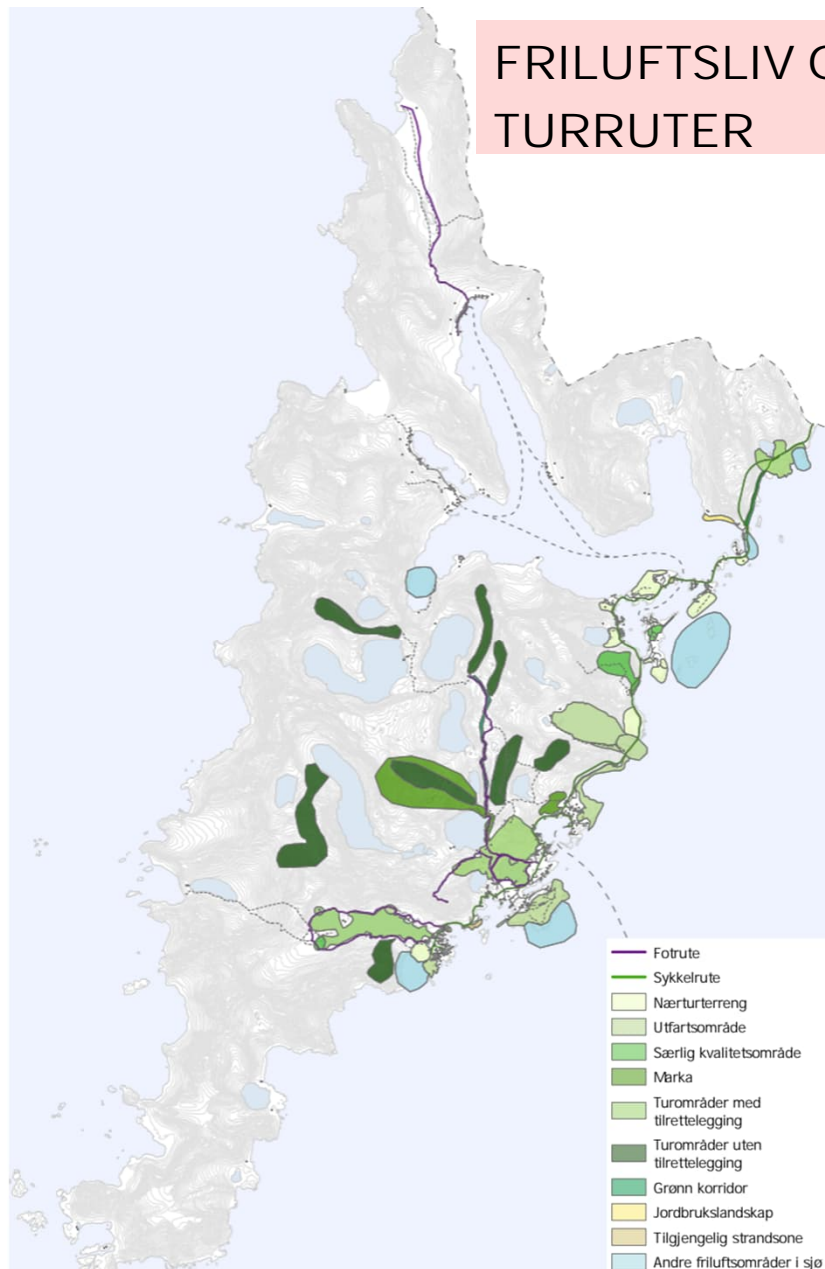 FRILUFTSLIV
TURRUTER
Fotrute
Sykkelrute
Nærturterreng
Utfartsområde
Særlig kvalitetsområde
Marka
Turområder med
tilrettelegging
Turområder uten
tilrettelegging
Grønn korridor
Jordbrukslandskap
Tilgjengelig strandsone
Andre friluftsområder i sjø